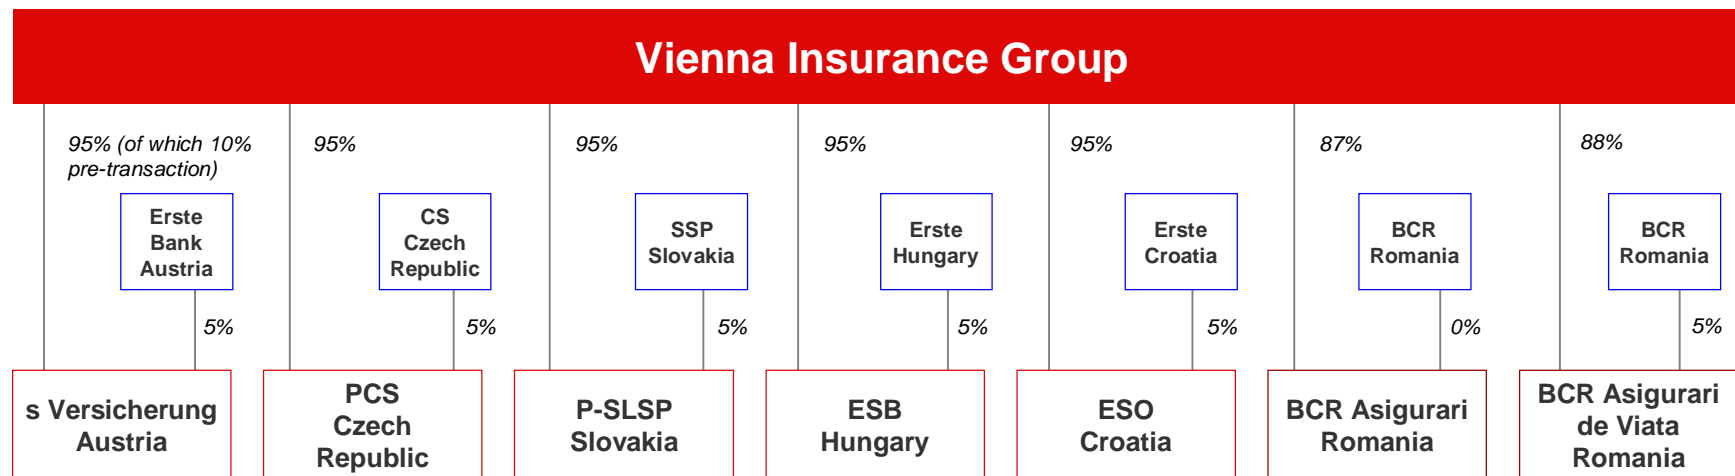 Vienna Insurance Group
95% (of which 10%
pre-transaction)
95%
95%
95%
95%
87%
88%
Erste
Bank
Austria
CS
Czech
Republic
SSP
Slovakia
Erste
Hungary
Erste
Croatia
BCR
Romania
BCR
Romania
5%
5%
5%
5%
5%
0%
5%
s Versicherung
Austria
PCS
Czech
Republic
P-SLSP
Slovakia
ESB
Hungary
ESO
Croatia
BCR Asigurari
Romania
BCR Asigurari
de Viata
Romania